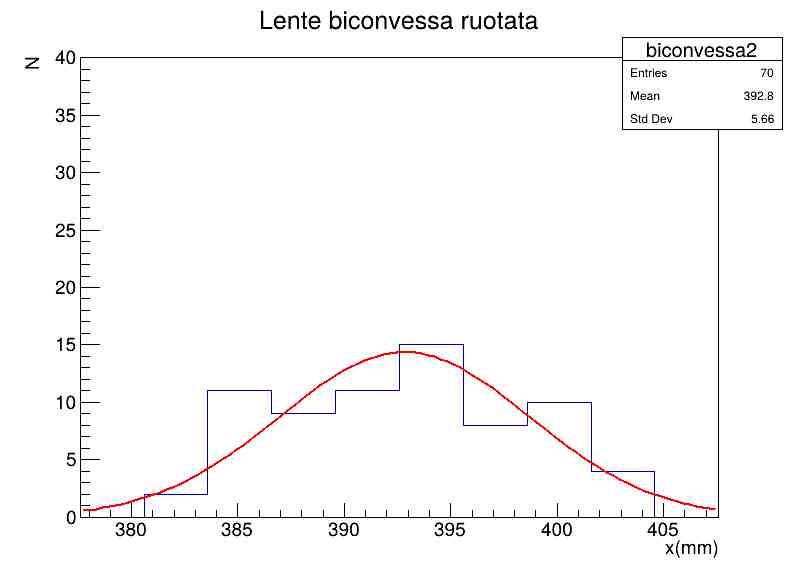 Lente biconvessa ruotata
biconvessa2
Entries 70
Mean 392.8
Std Dev 5.66
N
40
35
30
25
20
15
10
5
0
380 385 390 395 400 405
x(mm)